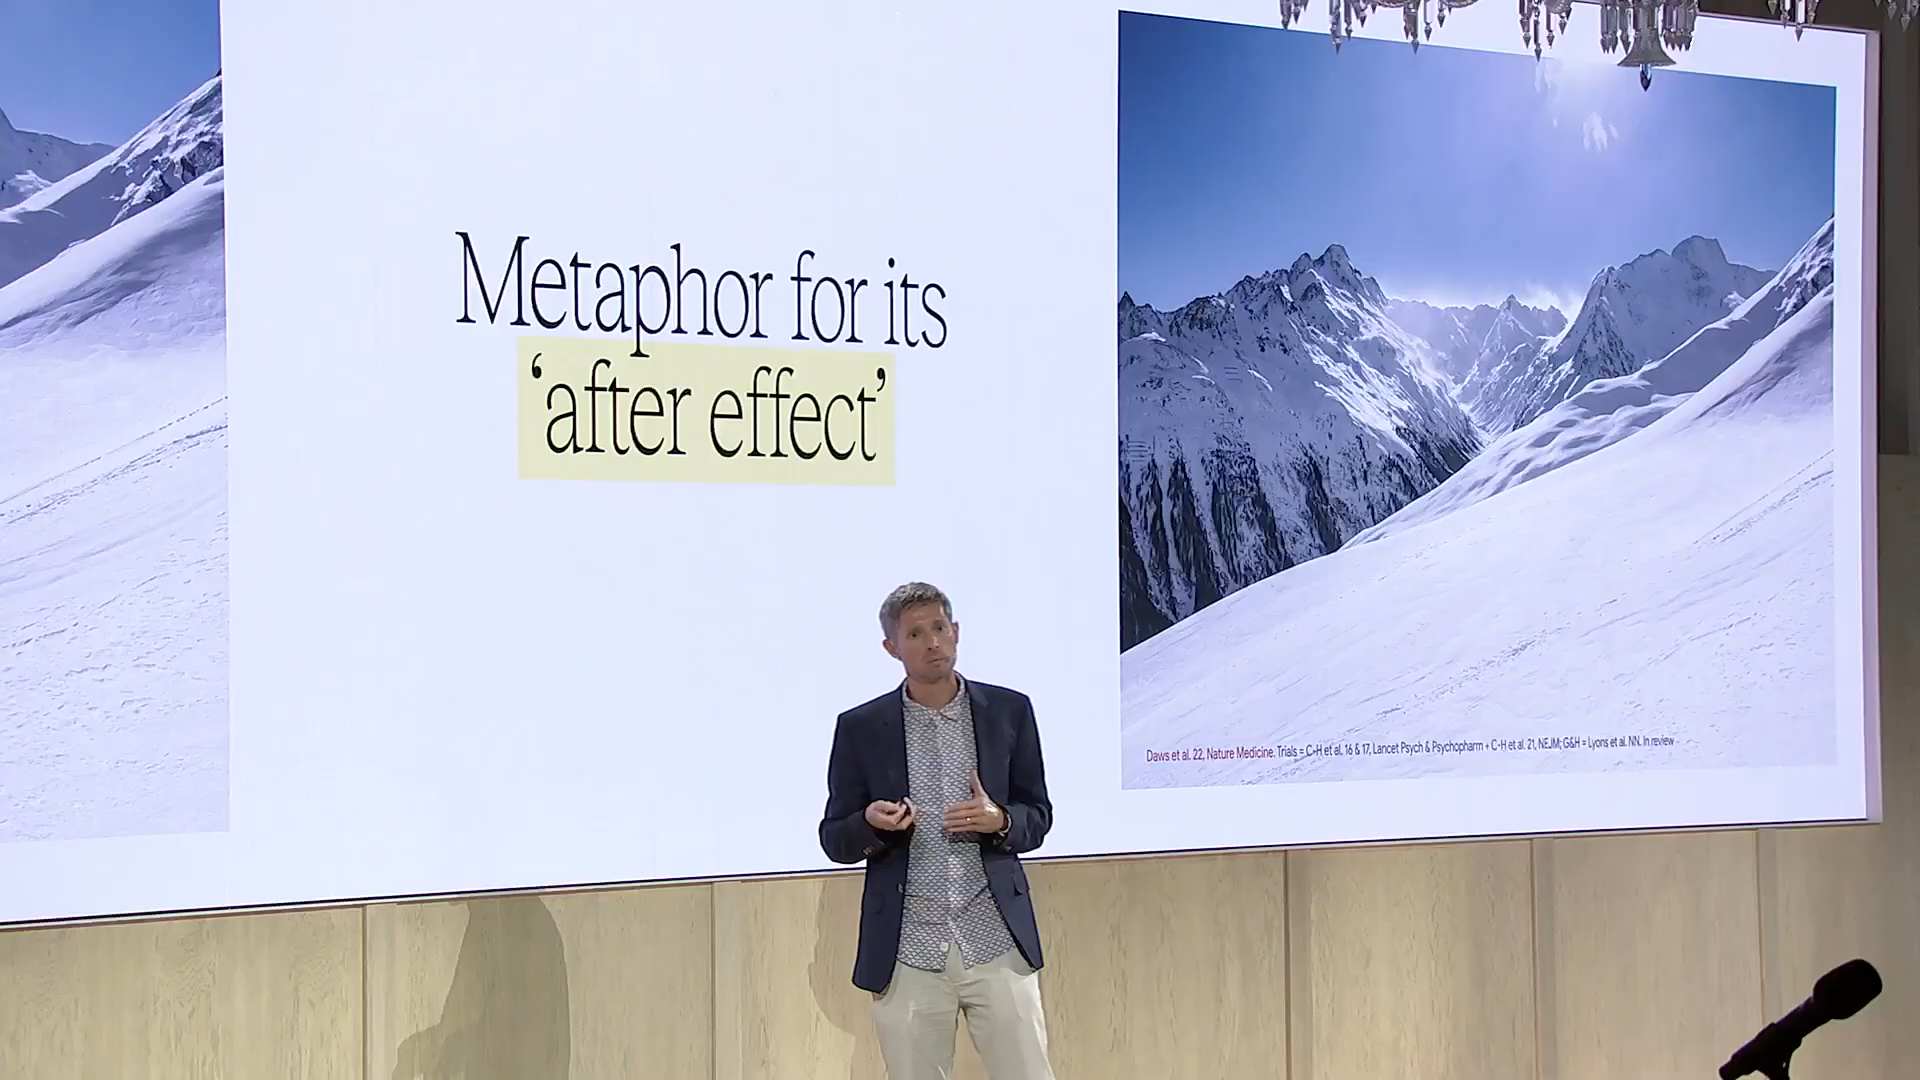 Metaphor for its
‘after effect’
Daws et al. 22, Nature Medicine. Trials = C-H et al. 16 & 17, Lancet Psych & Psychopharm + C-H et al. 21, NEJM; G&H = Lyons et al. NN. In review